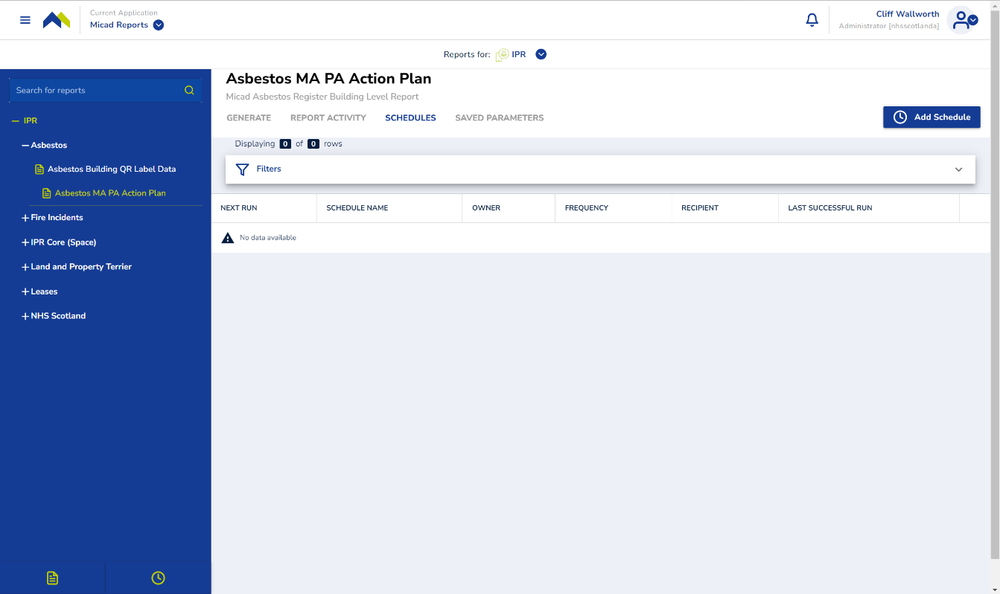 Current Application
Micad Reports
Cliff Wallworth
Administrator [nhsscotlanda]
Reports for: IPR
Search for reports
IPR
Asbestos
Asbestos Building QR Label Data
Asbestos MA PA Action Plan
Fire Incidents
IPR Core (Space)
Land and Property Terrier
Leases
NHS Scotland
Asbestos MA PA Action Plan
Micad Asbestos Register Building Level Report
GENERATE REPORT ACTIVITY SCHEDULES SAVED PARAMETERS
Add Schedule
Displaying 0 of 0 rows
Filters
NEXT RUN SCHEDULE NAME OWNER FREQUENCY RECIPIENT LAST SUCCESSFUL RUN
No data available